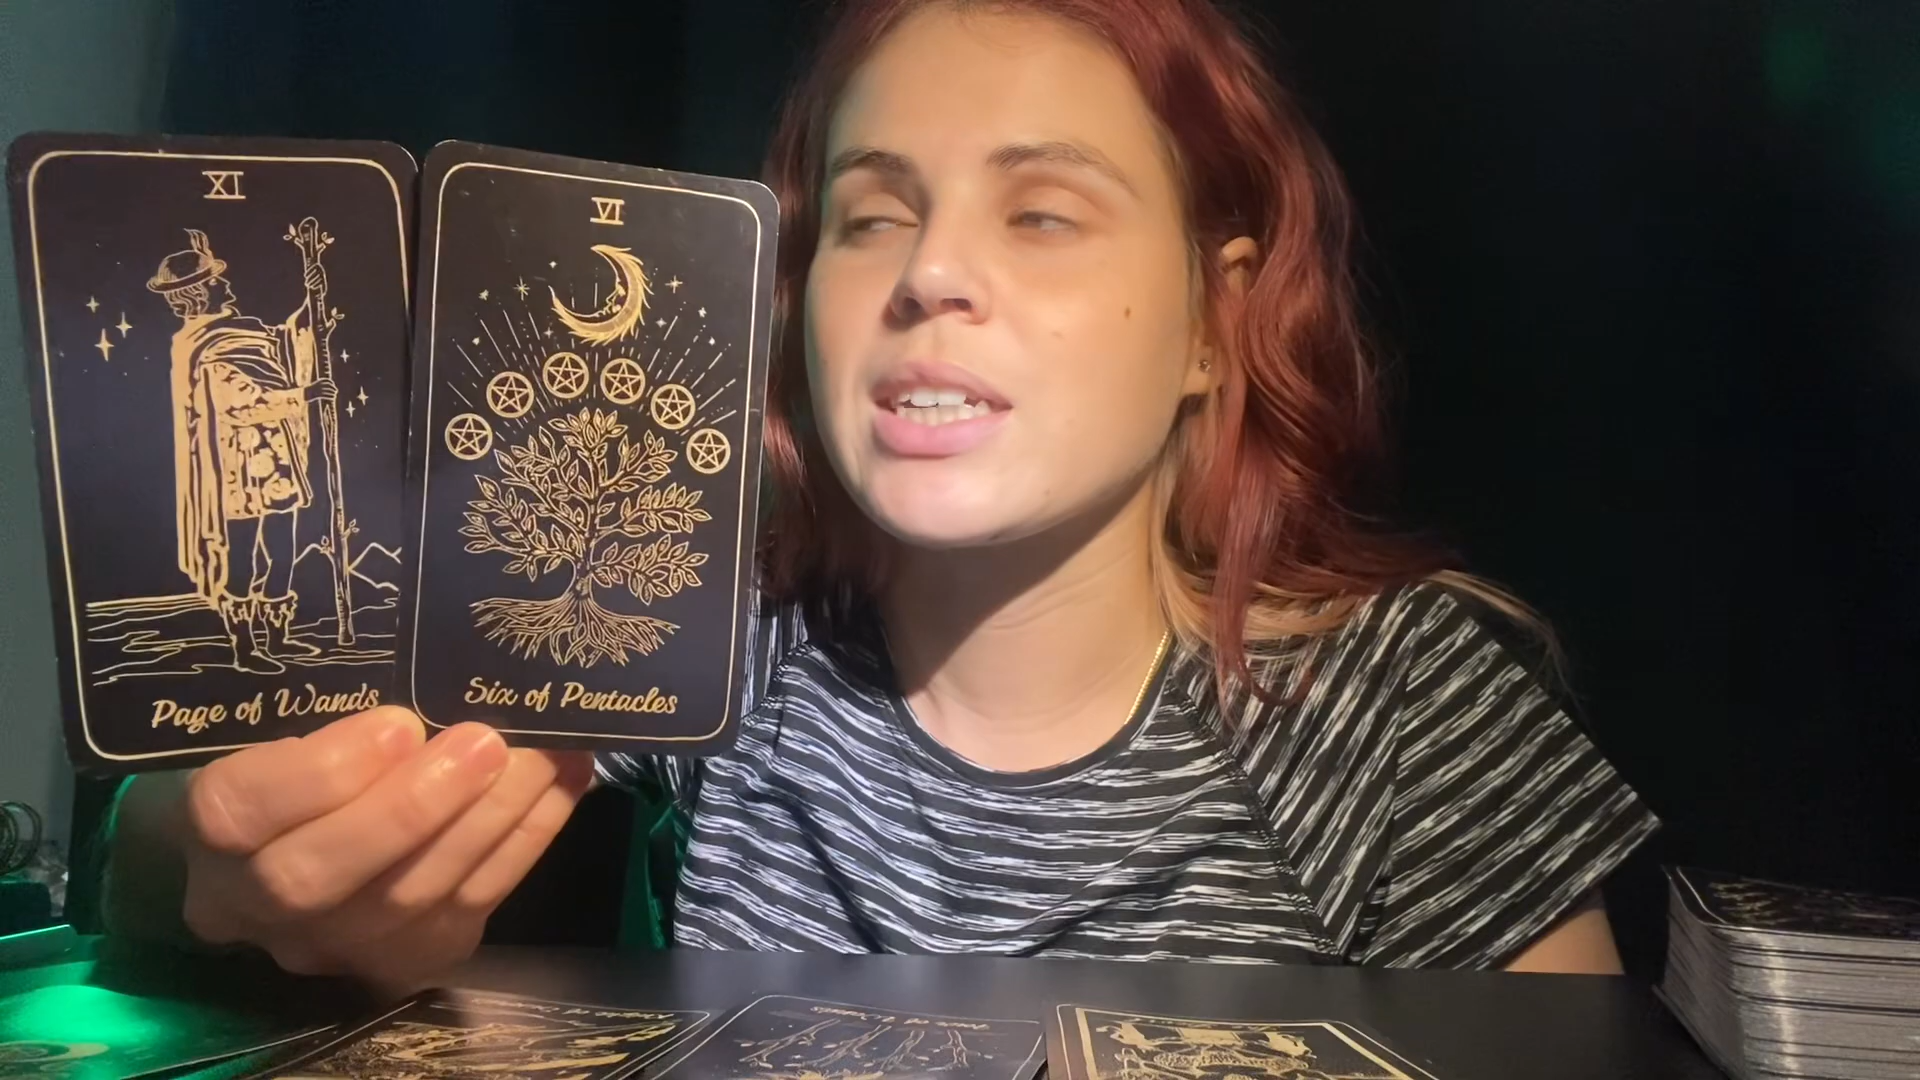 XI
Page of Wands
VI
Six of Pentacles